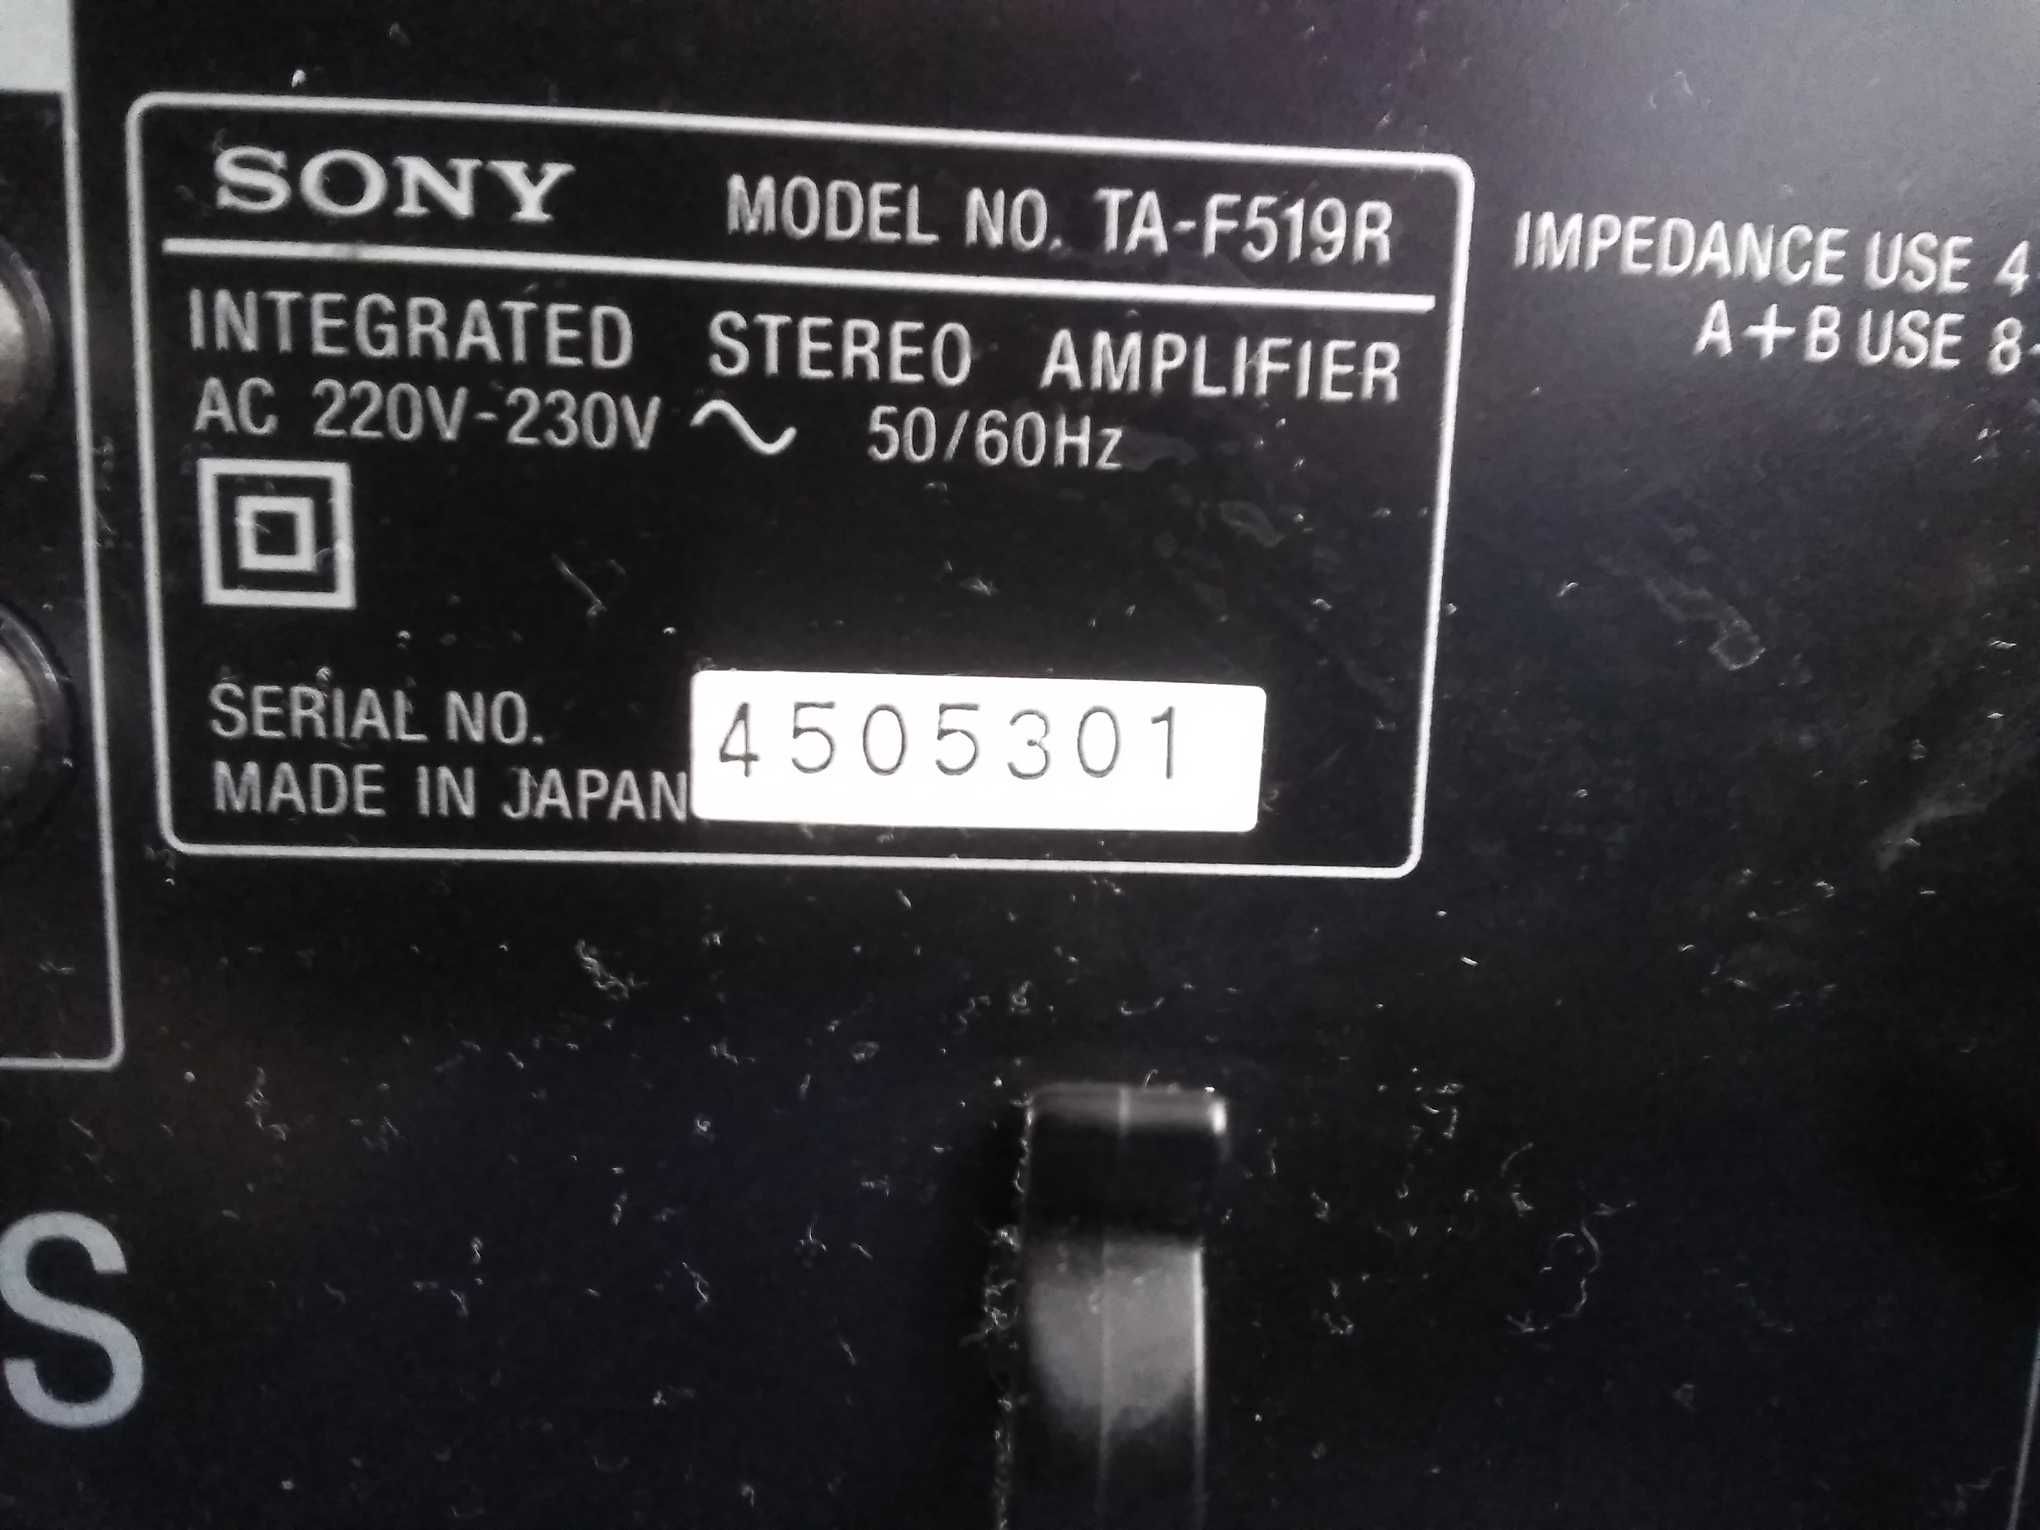 SONY MODEL NO. TA-F519R
INTEGRATED STEREO AMPLIFIER
AC 220V-230V ~ 50/60Hz
SERIAL NO. 4505301
MADE IN JAPAN
IMPEDANCE USE 4
A+B USE 8-
S